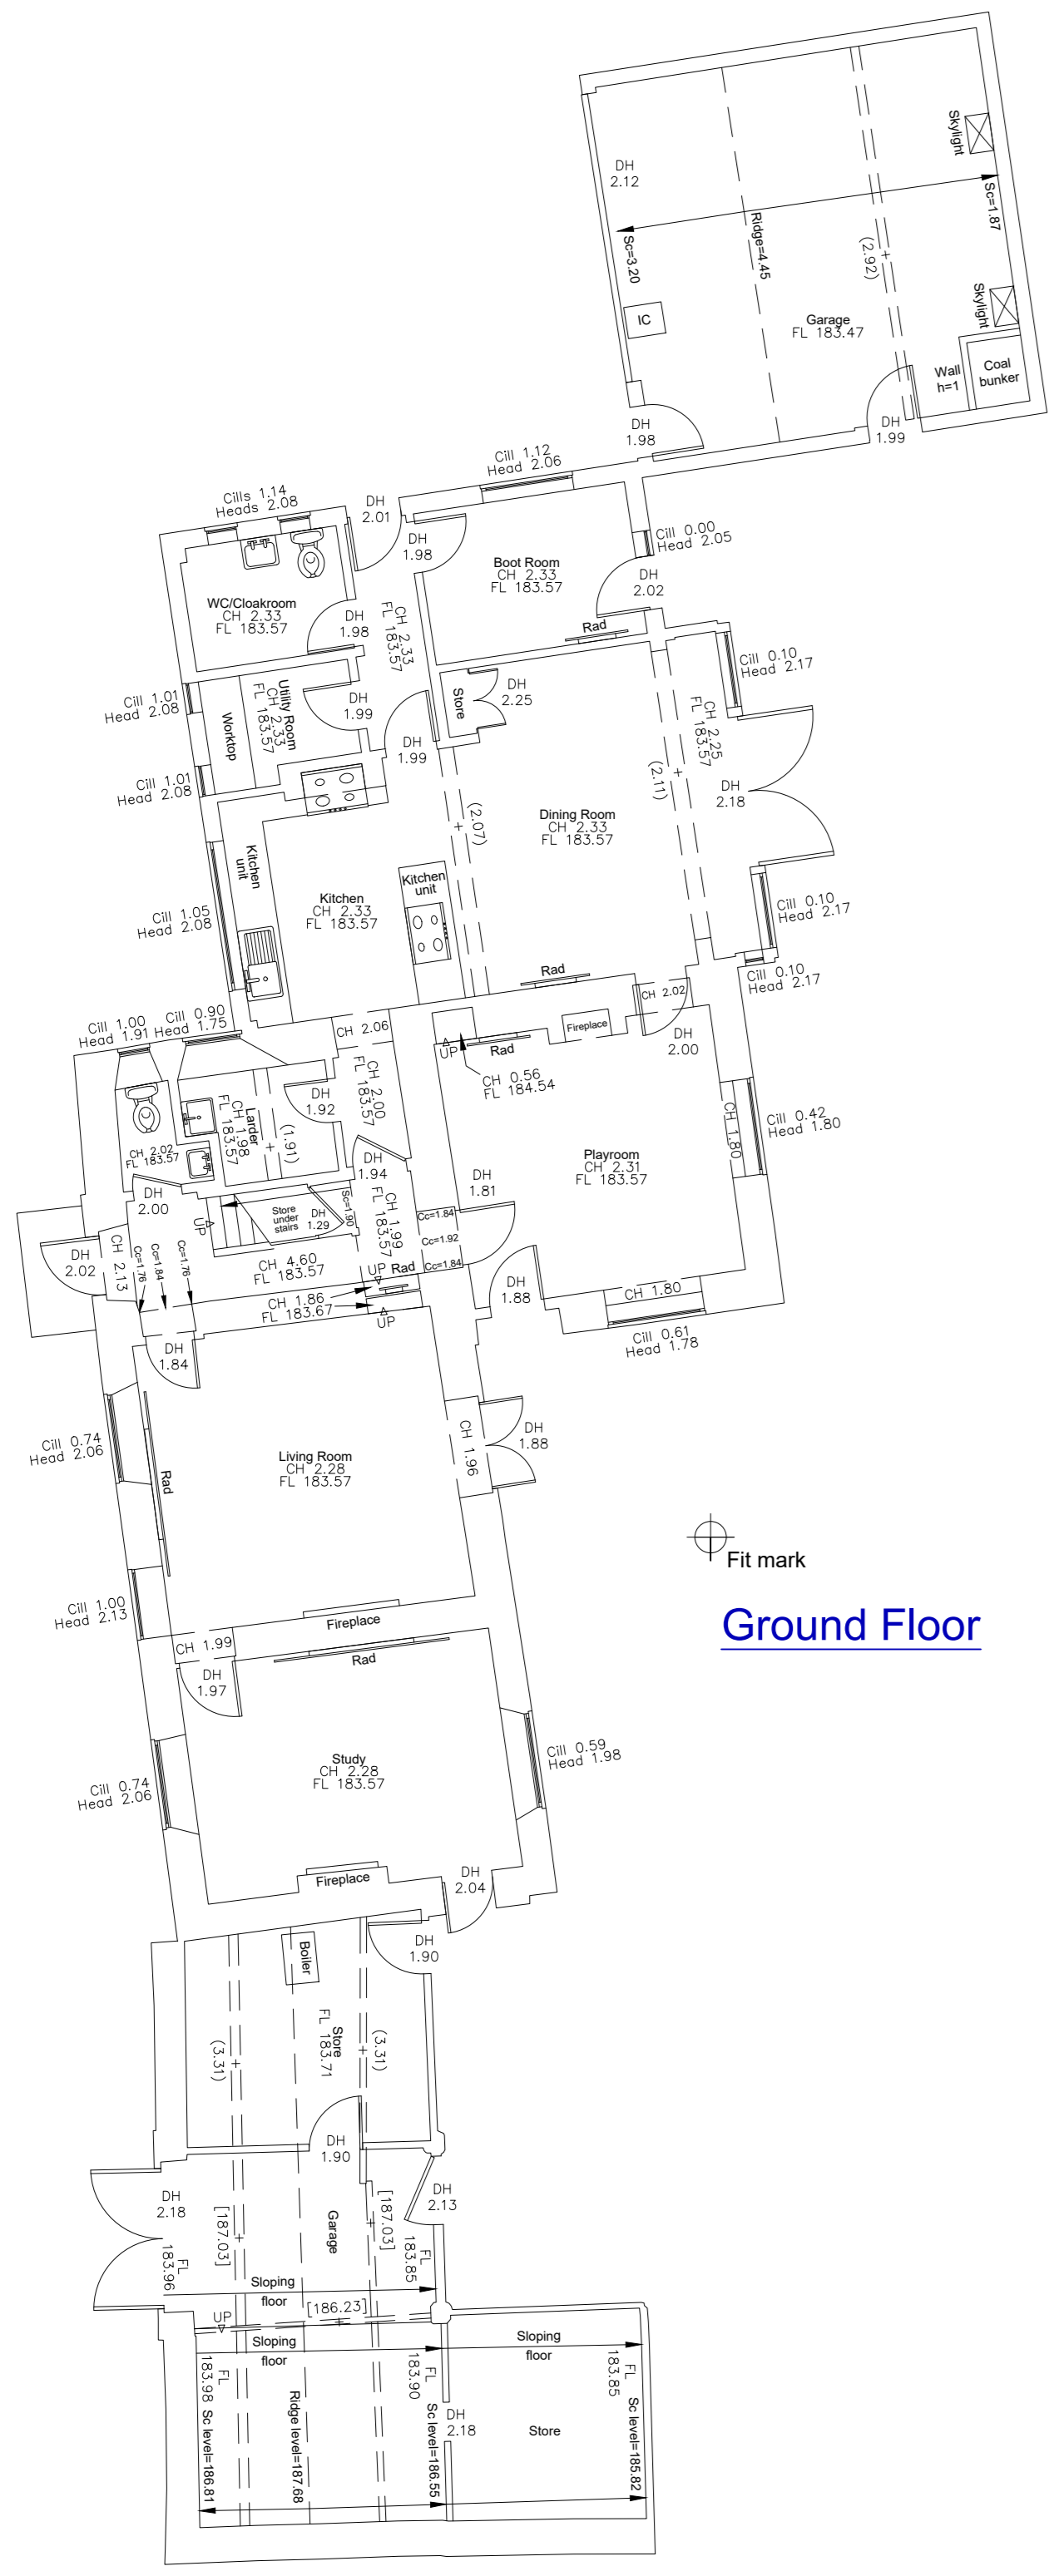 Skylight
DH
2.12
Sc=1.87
Ridge=4.45
Sc=3.20
(2.92)
Skylight
IC
Garage
FL 183.47
Wall
h=1
Coal
bunker
DH
1.98
DH
1.99
Cill 1.12
Head 2.06
Cills 1.14
Heads 2.08
DH
2.01
DH
1.98
Cill 0.00
Head 2.05
Boot Room
CH 2.33
FL 183.57
DH
2.02
WC/Cloakroom
CH 2.33
FL 183.57
DH
1.98
CH 2.33
FL 183.57
Rad
Cill 0.10
Head 2.17
Cill 1.01
Head 2.08
Utility Room
CH 2.33
FL 183.57
Worktop
DH
1.99
Store
DH
2.25
CH 2.25
FL 183.57
DH
1.99
(2.11)
Cill 1.01
Head 2.08
DH
2.18
(2.07)
Dining Room
CH 2.33
FL 183.57
Kitchen
unit
Kitchen
unit
Kitchen
CH 2.33
FL 183.57
Cill 1.05
Head 2.08
Cill 0.10
Head 2.17
Rad
Cill 0.10
Head 2.17
CH 2.02
Cill 1.00
Head 1.91
Cill 0.90
Head 1.75
CH 2.06
Fireplace
DH
2.00
UP
Rad
CH 0.56
FL 184.54
CH 2.00
FL 183.57
DH
1.92
Larder
CH 1.98
FL 183.57
(1.91)
CH 1.80
Cill 0.42
Head 1.80
CH 2.02
FL 183.57
DH
1.94
Playroom
CH 2.31
FL 183.57
DH
2.00
DH
1.81
UP
Store
under
stairs
DH
1.29
Sc=1.90
CH 1.99
FL 183.57
Cc=1.84
Cc=1.92
Cc=1.84
DH
2.02
CH 2.13
Cc=1.76
Cc=1.84
Cc=1.76
CH 4.60
FL 183.57
UP
Rad
CH 1.86
FL 183.67
UP
DH
1.88
CH 1.80
Cill 0.61
Head 1.78
DH
1.84
Cill 0.74
Head 2.06
Rad
Living Room
CH 2.28
FL 183.57
CH 1.96
DH
1.88
Fit mark
Ground Floor
Cill 1.00
Head 2.13
Fireplace
CH 1.99
Rad
DH
1.97
Study
CH 2.28
FL 183.57
Cill 0.59
Head 1.98
Cill 0.74
Head 2.06
Fireplace
DH
2.04
Boiler
DH
1.90
Store
FL 183.71
(3.31)
(3.31)
DH
1.90
DH
2.18
DH
2.13
[187.03]
Garage
[187.03]
FL
183.96
FL
183.85
Sloping
floor
[186.23]
UP
Sloping
floor
Sloping
floor
FL
183.98
FL
183.90
FL
183.85
Sc level=186.81
Ridge level=187.68
Sc level=186.55
DH
2.18
Store
Sc level=185.82